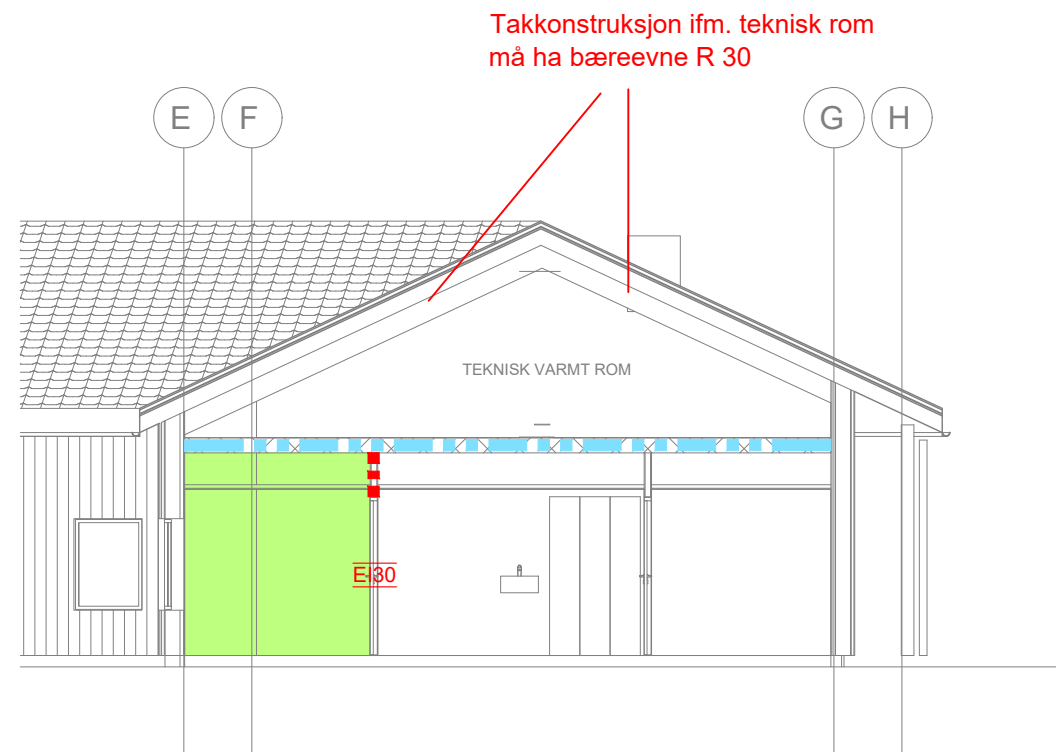 Takkonstruksjon ifm. teknisk rom
må ha bæreevne R 30
E
F
G
H
TEKNISK VARMT ROM
EI30